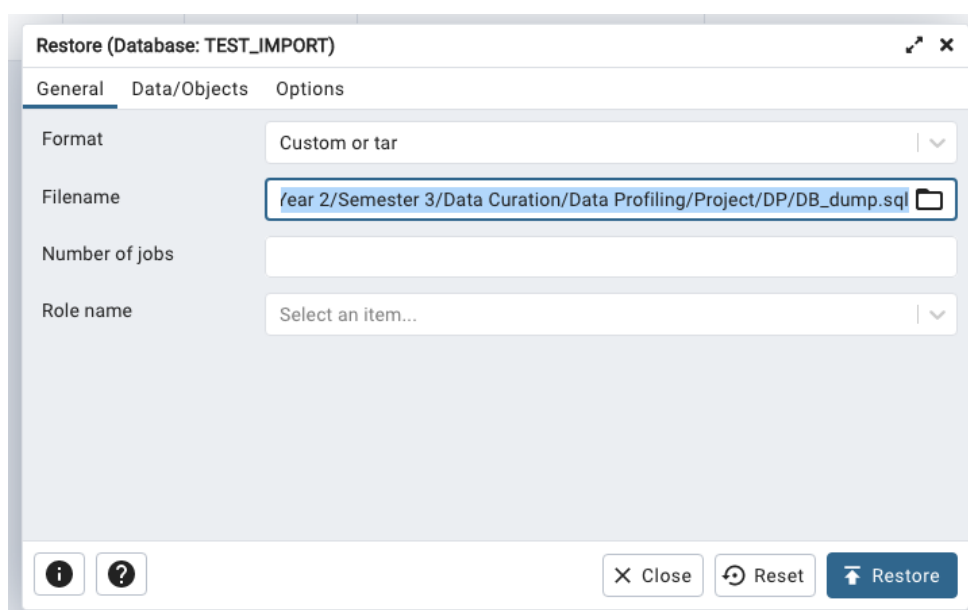 Restore (Database: TEST_IMPORT)
General Data/Objects Options
Format Custom or tar
Filename Year 2/Semester 3/Data Curation/Data Profiling/Project/DP/DB_dump.sql
Number of jobs
Role name Select an item...
Close Reset Restore